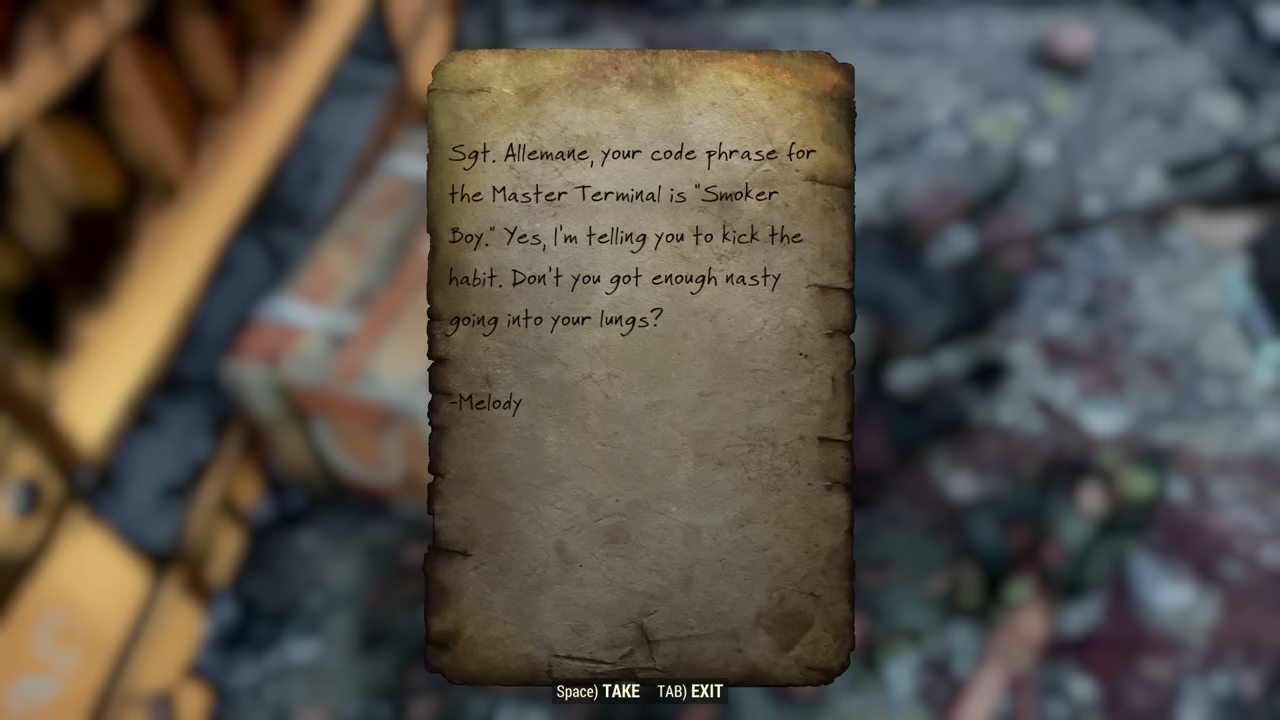 Sgt. Allemane, your code phrase for
the Master Terminal is "Smoker
Boy." Yes, I'm telling you to kick the
habit. Don't you got enough nasty
going into your lungs?
-Melody
Space) TAKE TAB) EXIT